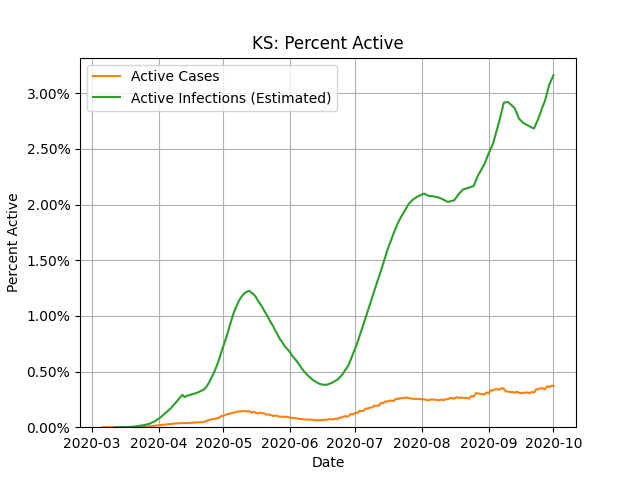 KS: Percent Active
Active Cases
Active Infections (Estimated)
3.00%
2.50%
2.00%
1.50%
1.00%
0.50%
0.00%
Percent Active
2020-03 2020-04 2020-05 2020-06 2020-07 2020-08 2020-09 2020-10
Date